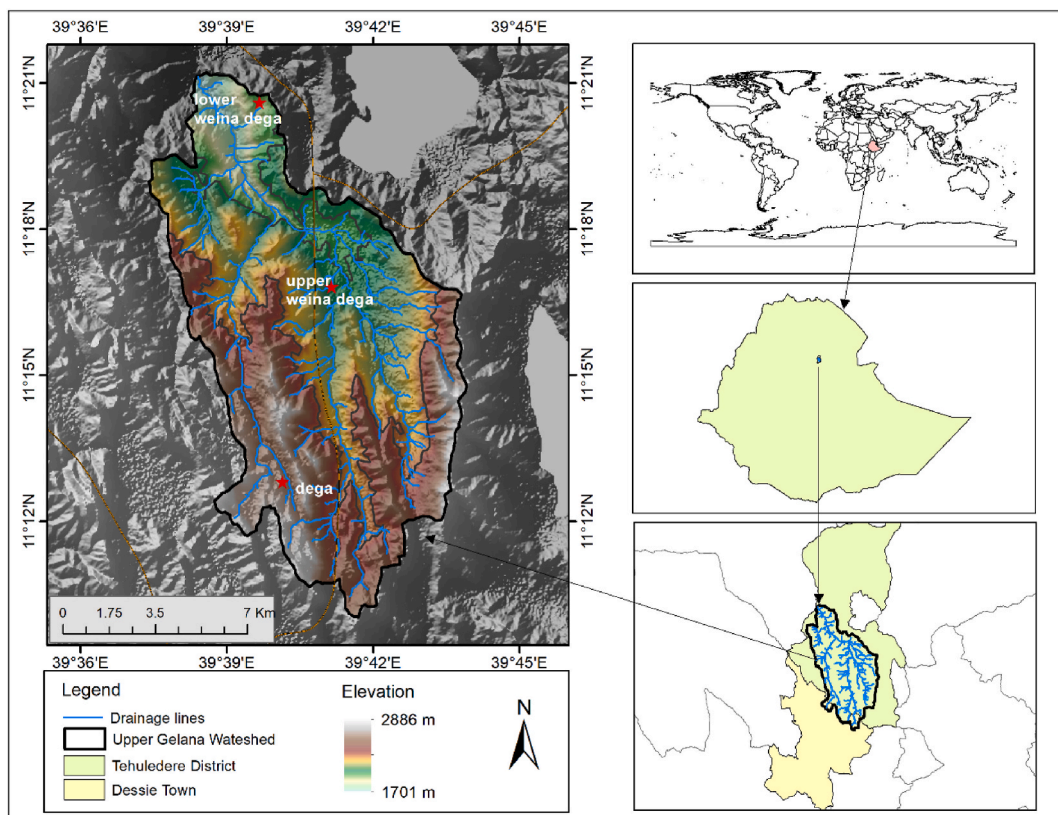 39°36'E 39°39'E 39°42'E 39°45'E
11°21'N
11°18'N
11°15'N
11°12'N
lower
weina dega
upper
weina dega
dega
0 1.75 3.5 7 Km
11°21'N
11°18'N
11°15'N
11°12'N
39°36'E 39°39'E 39°42'E 39°45'E
Legend
Drainage lines
Upper Gelana Wateshed
Tehuledere District
Dessie Town
Elevation
2886 m
1701 m
N